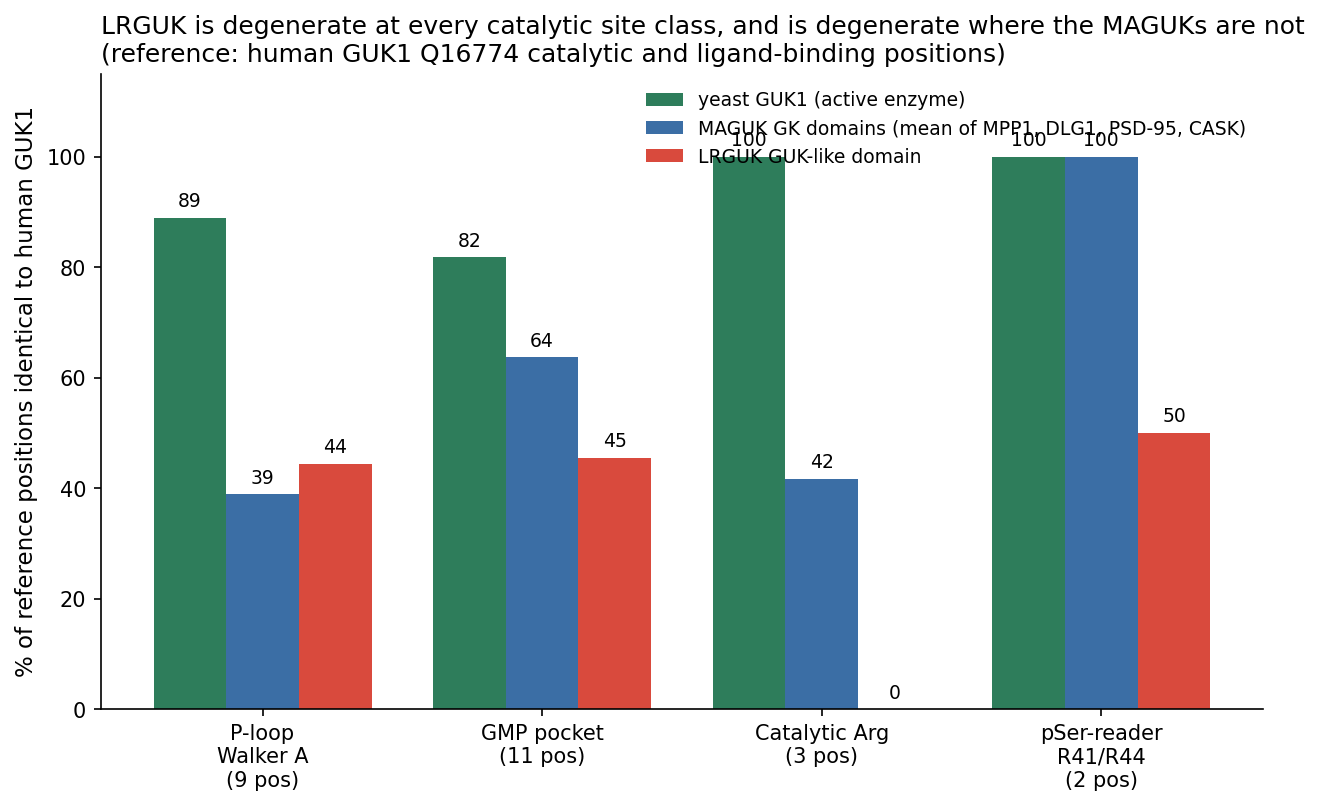 LRGUK is degenerate at every catalytic site class, and is degenerate where the MAGUKs are not
(reference: human GUK1 Q16774 catalytic and ligand-binding positions)
yeast GUK1 (active enzyme)
MAGUK GK domains (mean of MPP1, DLG1, PSD-95, CASK)
LRGUK GUK-like domain
% of reference positions identical to human GUK1
100
80
60
40
20
0
89
39
44
82
64
45
100
42
0
100
100
50
P-loop
Walker A
(9 pos)
GMP pocket
(11 pos)
Catalytic Arg
(3 pos)
pSer-reader
R41/R44
(2 pos)